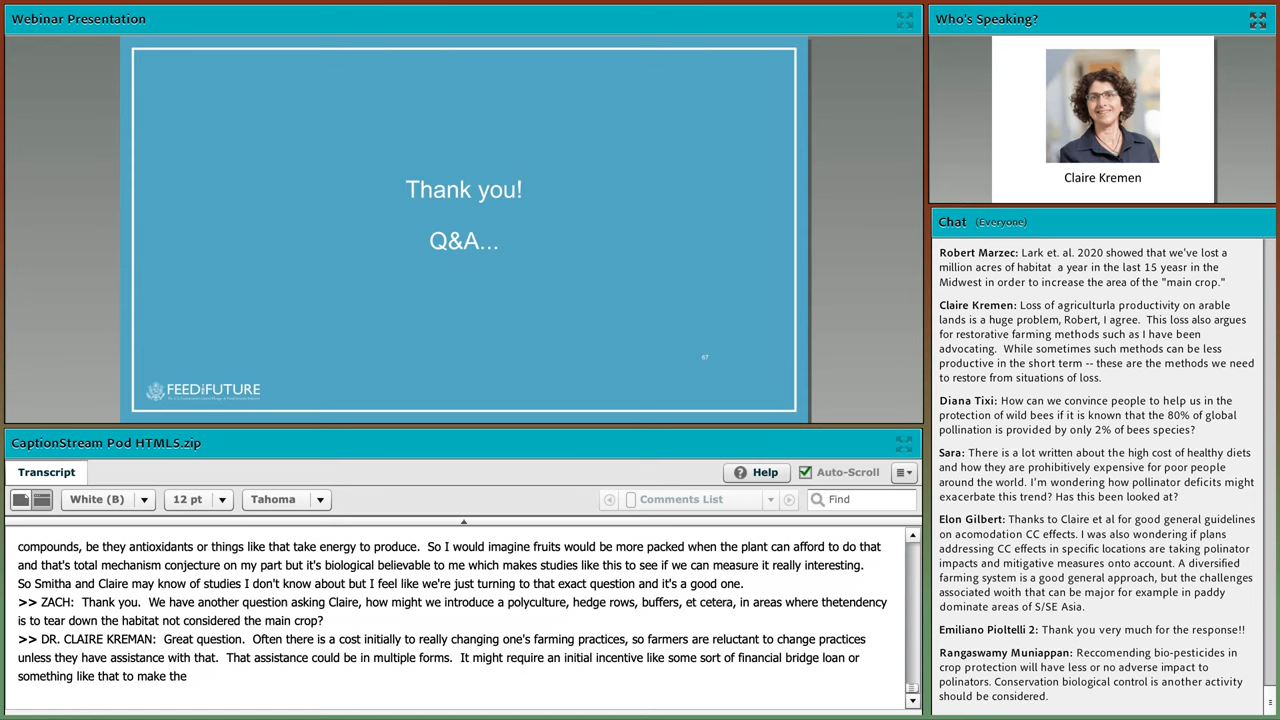 Webinar Presentation
Thank you!
Q&A...
67
FEEDiFUTURE
Who's Speaking?
Claire Kremen
Chat (Everyone)
Robert Marzec: Lark et. al. 2020 showed that we've lost a
million acres of habitat a year in the last 15 yeasr in the
Midwest in order to increase the area of the "main crop."
Claire Kremen: Loss of agriculturla productivity on arable
lands is a huge problem, Robert, I agree. This loss also argues
for restorative farming methods such as I have been
advocating. While sometimes such methods can be less
productive in the short term -- these are the methods we need
to restore from situations of loss.
Diana Tixi: How can we convince people to help us in the
protection of wild bees if it is known that the 80% of global
pollination is provided by only 2% of bees species?
Sara: There is a lot written about the high cost of healthy diets
and how they are prohibitively expensive for poor people
around the world. I'm wondering how pollinator deficits might
exacerbate this trend? Has this been looked at?
Elon Gilbert: Thanks to Claire et al for good general guidelines
on acomodation CC effects. I was also wondering if plans
addressing CC effects in specific locations are taking polinator
impacts and mitigative measures onto account. A diversified
farming system is a good general approach, but the challenges
associated woith that can be major for example in paddy
dominate areas of S/SE Asia.
Emiliano Pioltelli 2: Thank you very much for the response!!
Rangaswamy Muniappan: Reccomending bio-pesticides in
crop protection will have less or no adverse impact to
polinators. Conservation biological control is another activity
should be considered.
CaptionStream Pod HTML5.zip
Transcript
Help
Auto-Scroll
White (B)
12 pt
Tahoma
Comments List
Find
compounds, be they antioxidants or things like that take energy to produce. So I would imagine fruits would be more packed when the plant can afford to do that
and that's total mechanism conjecture on my part but it's biological believable to me which makes studies like this to see if we can measure it really interesting.
So Smitha and Claire may know of studies I don't know about but I feel like we're just turning to that exact question and it's a good one.
>> ZACH: Thank you. We have another question asking Claire, how might we introduce a polyculture, hedge rows, buffers, et cetera, in areas where thetendency
is to tear down the habitat not considered the main crop?
>> DR. CLAIRE KREMAN: Great question. Often there is a cost initially to really changing one's farming practices, so farmers are reluctant to change practices
unless they have assistance with that. That assistance could be in multiple forms. It might require an initial incentive like some sort of financial bridge loan or
something like that to make the